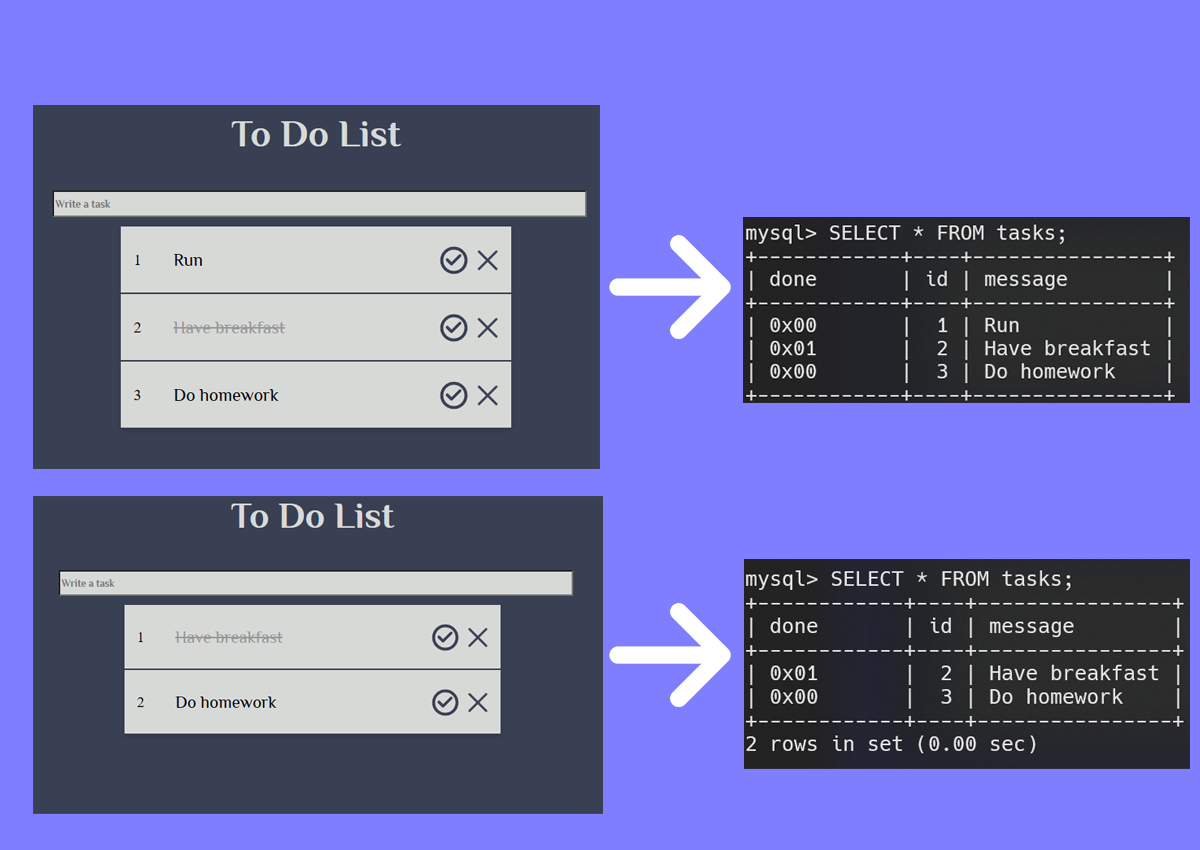 To Do List
Write a task
1 Run
2 Have breakfast
3 Do homework
mysql> SELECT * FROM tasks;
+------------+----+----------------+
| done       | id | message        |
+------------+----+----------------+
| 0x00       |  1 | Run            |
| 0x01       |  2 | Have breakfast |
| 0x00       |  3 | Do homework    |
+------------+----+----------------+
To Do List
Write a task
1 Have breakfast
2 Do homework
mysql> SELECT * FROM tasks;
+------------+----+----------------+
| done       | id | message        |
+------------+----+----------------+
| 0x01       |  2 | Have breakfast |
| 0x00       |  3 | Do homework    |
+------------+----+----------------+
2 rows in set (0.00 sec)